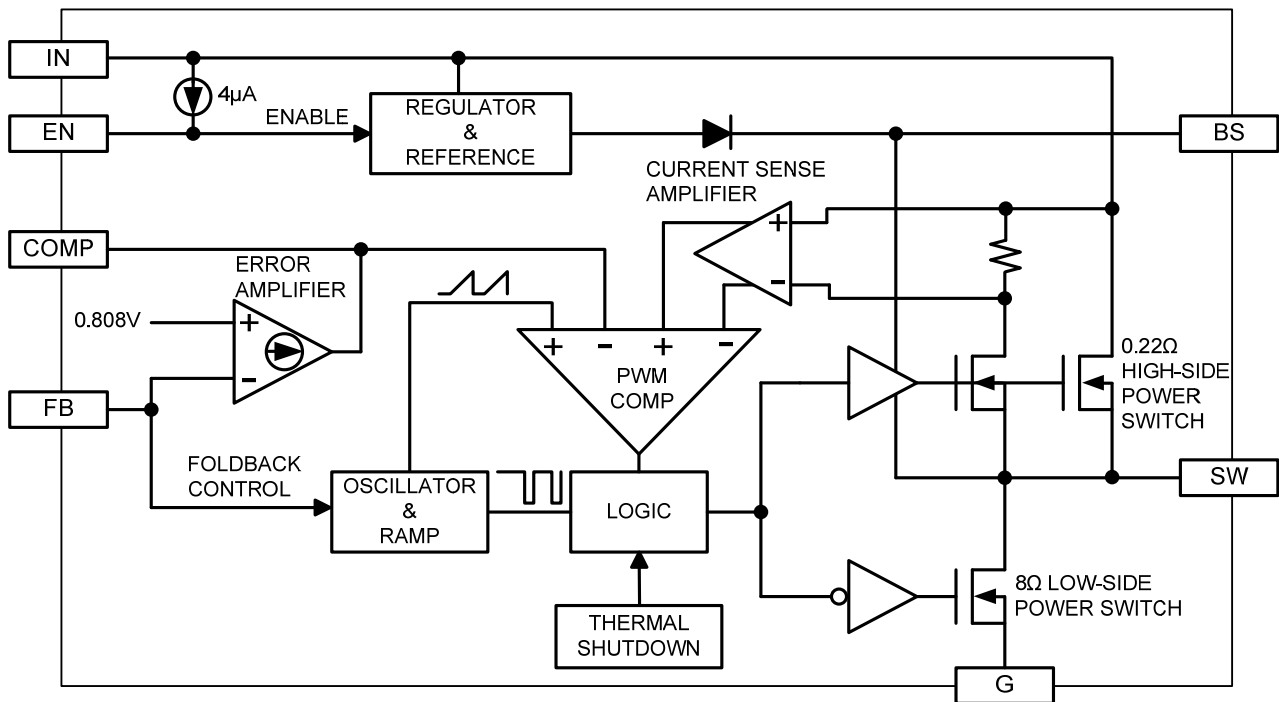 IN
4µA
EN
ENABLE
REGULATOR
&
REFERENCE
BS
CURRENT SENSE
AMPLIFIER
COMP
ERROR
AMPLIFIER
0.808V
+
-
+
-
+
-
+
-
PWM
COMP
0.22Ω
HIGH-SIDE
POWER
SWITCH
FB
FOLDBACK
CONTROL
OSCILLATOR
&
RAMP
LOGIC
SW
THERMAL
SHUTDOWN
8Ω LOW-SIDE
POWER SWITCH
G